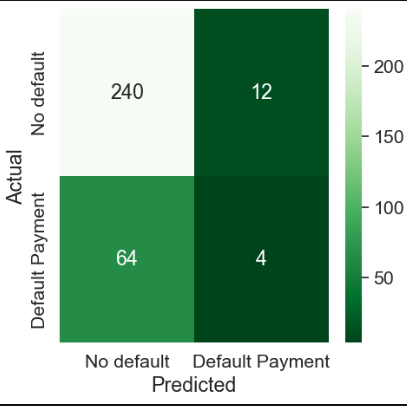 No default
Default Payment
Actual
240
12
64
4
200
150
100
50
No default
Default Payment
Predicted